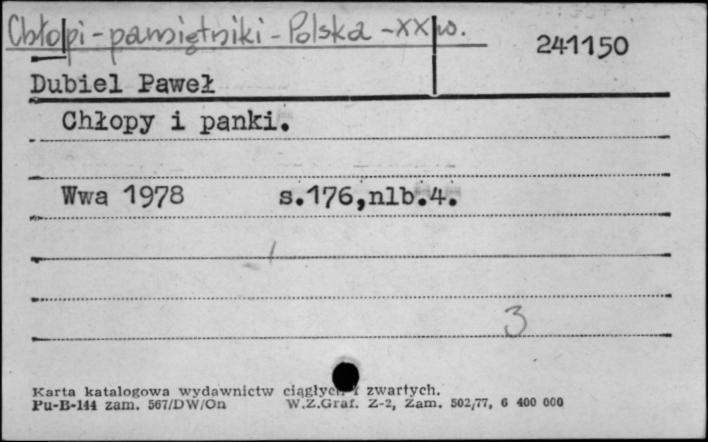 Chłopi - pamiętniki - Polska - XX w.
241150
Dubiel Paweł
Chłopy i panki.
Wwa 1978 s.176,nlb.4.
3
Karta katalogowa wydawnictw ciągłych i zwartych.
Pu-B-144 zam. 567/DW/On W.Z.Graf. Z-2, Zam. 502/77, 6 400 000